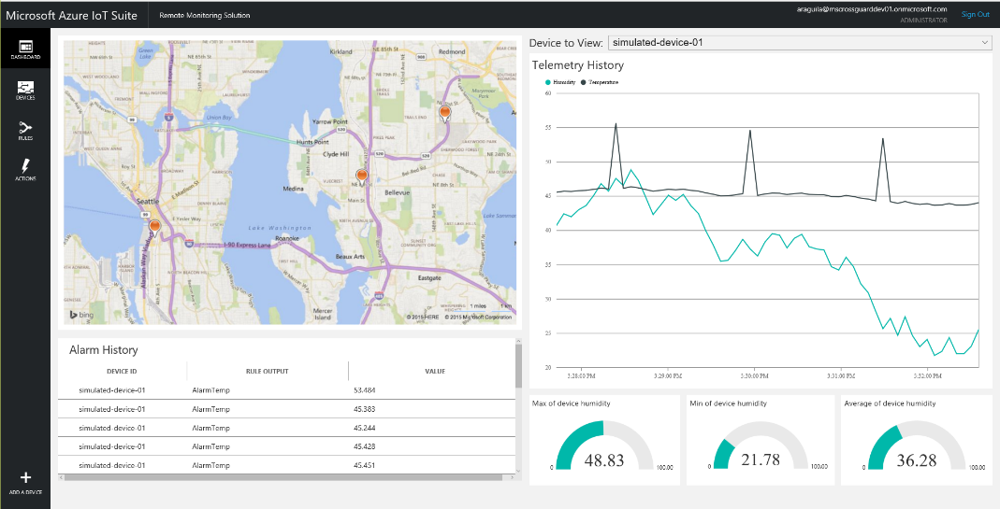 Microsoft Azure IoT Suite
Remote Monitoring Solution
araguila@mscrossguarddev01.onmicrosoft.com
ADMINISTRATOR
Sign Out
DASHBOARD
DEVICES
RULES
ACTIONS
ADD A DEVICE
Kirkland
Redmond
Union Bay
Yarrow Point
Hunts Point
Clyde Hill
Medina
Bellevue
Seattle
Lake Washington
Roanoke
I-90 Express Lane
Beaux Arts
Eastgate
Mercer
Island
bing
1 miles
1 km
© 2015 HERE © 2015 Microsoft Corporation
Alarm History
DEVICE ID RULE OUTPUT VALUE
simulated-device-01 AlarmTemp 53.484
simulated-device-01 AlarmTemp 45.383
simulated-device-01 AlarmTemp 45.244
simulated-device-01 AlarmTemp 45.428
simulated-device-01 AlarmTemp 45.451
Device to View: simulated-device-01
Telemetry History
Humidity Temperature
60
55
50
45
40
35
30
25
20
3:28:00 PM 3:29:00 PM 3:30:00 PM 3:31:00 PM 3:32:00 PM
Max of device humidity
0 48.83 100.00
Min of device humidity
0 21.78 100.00
Average of device humidity
0 36.28 100.00